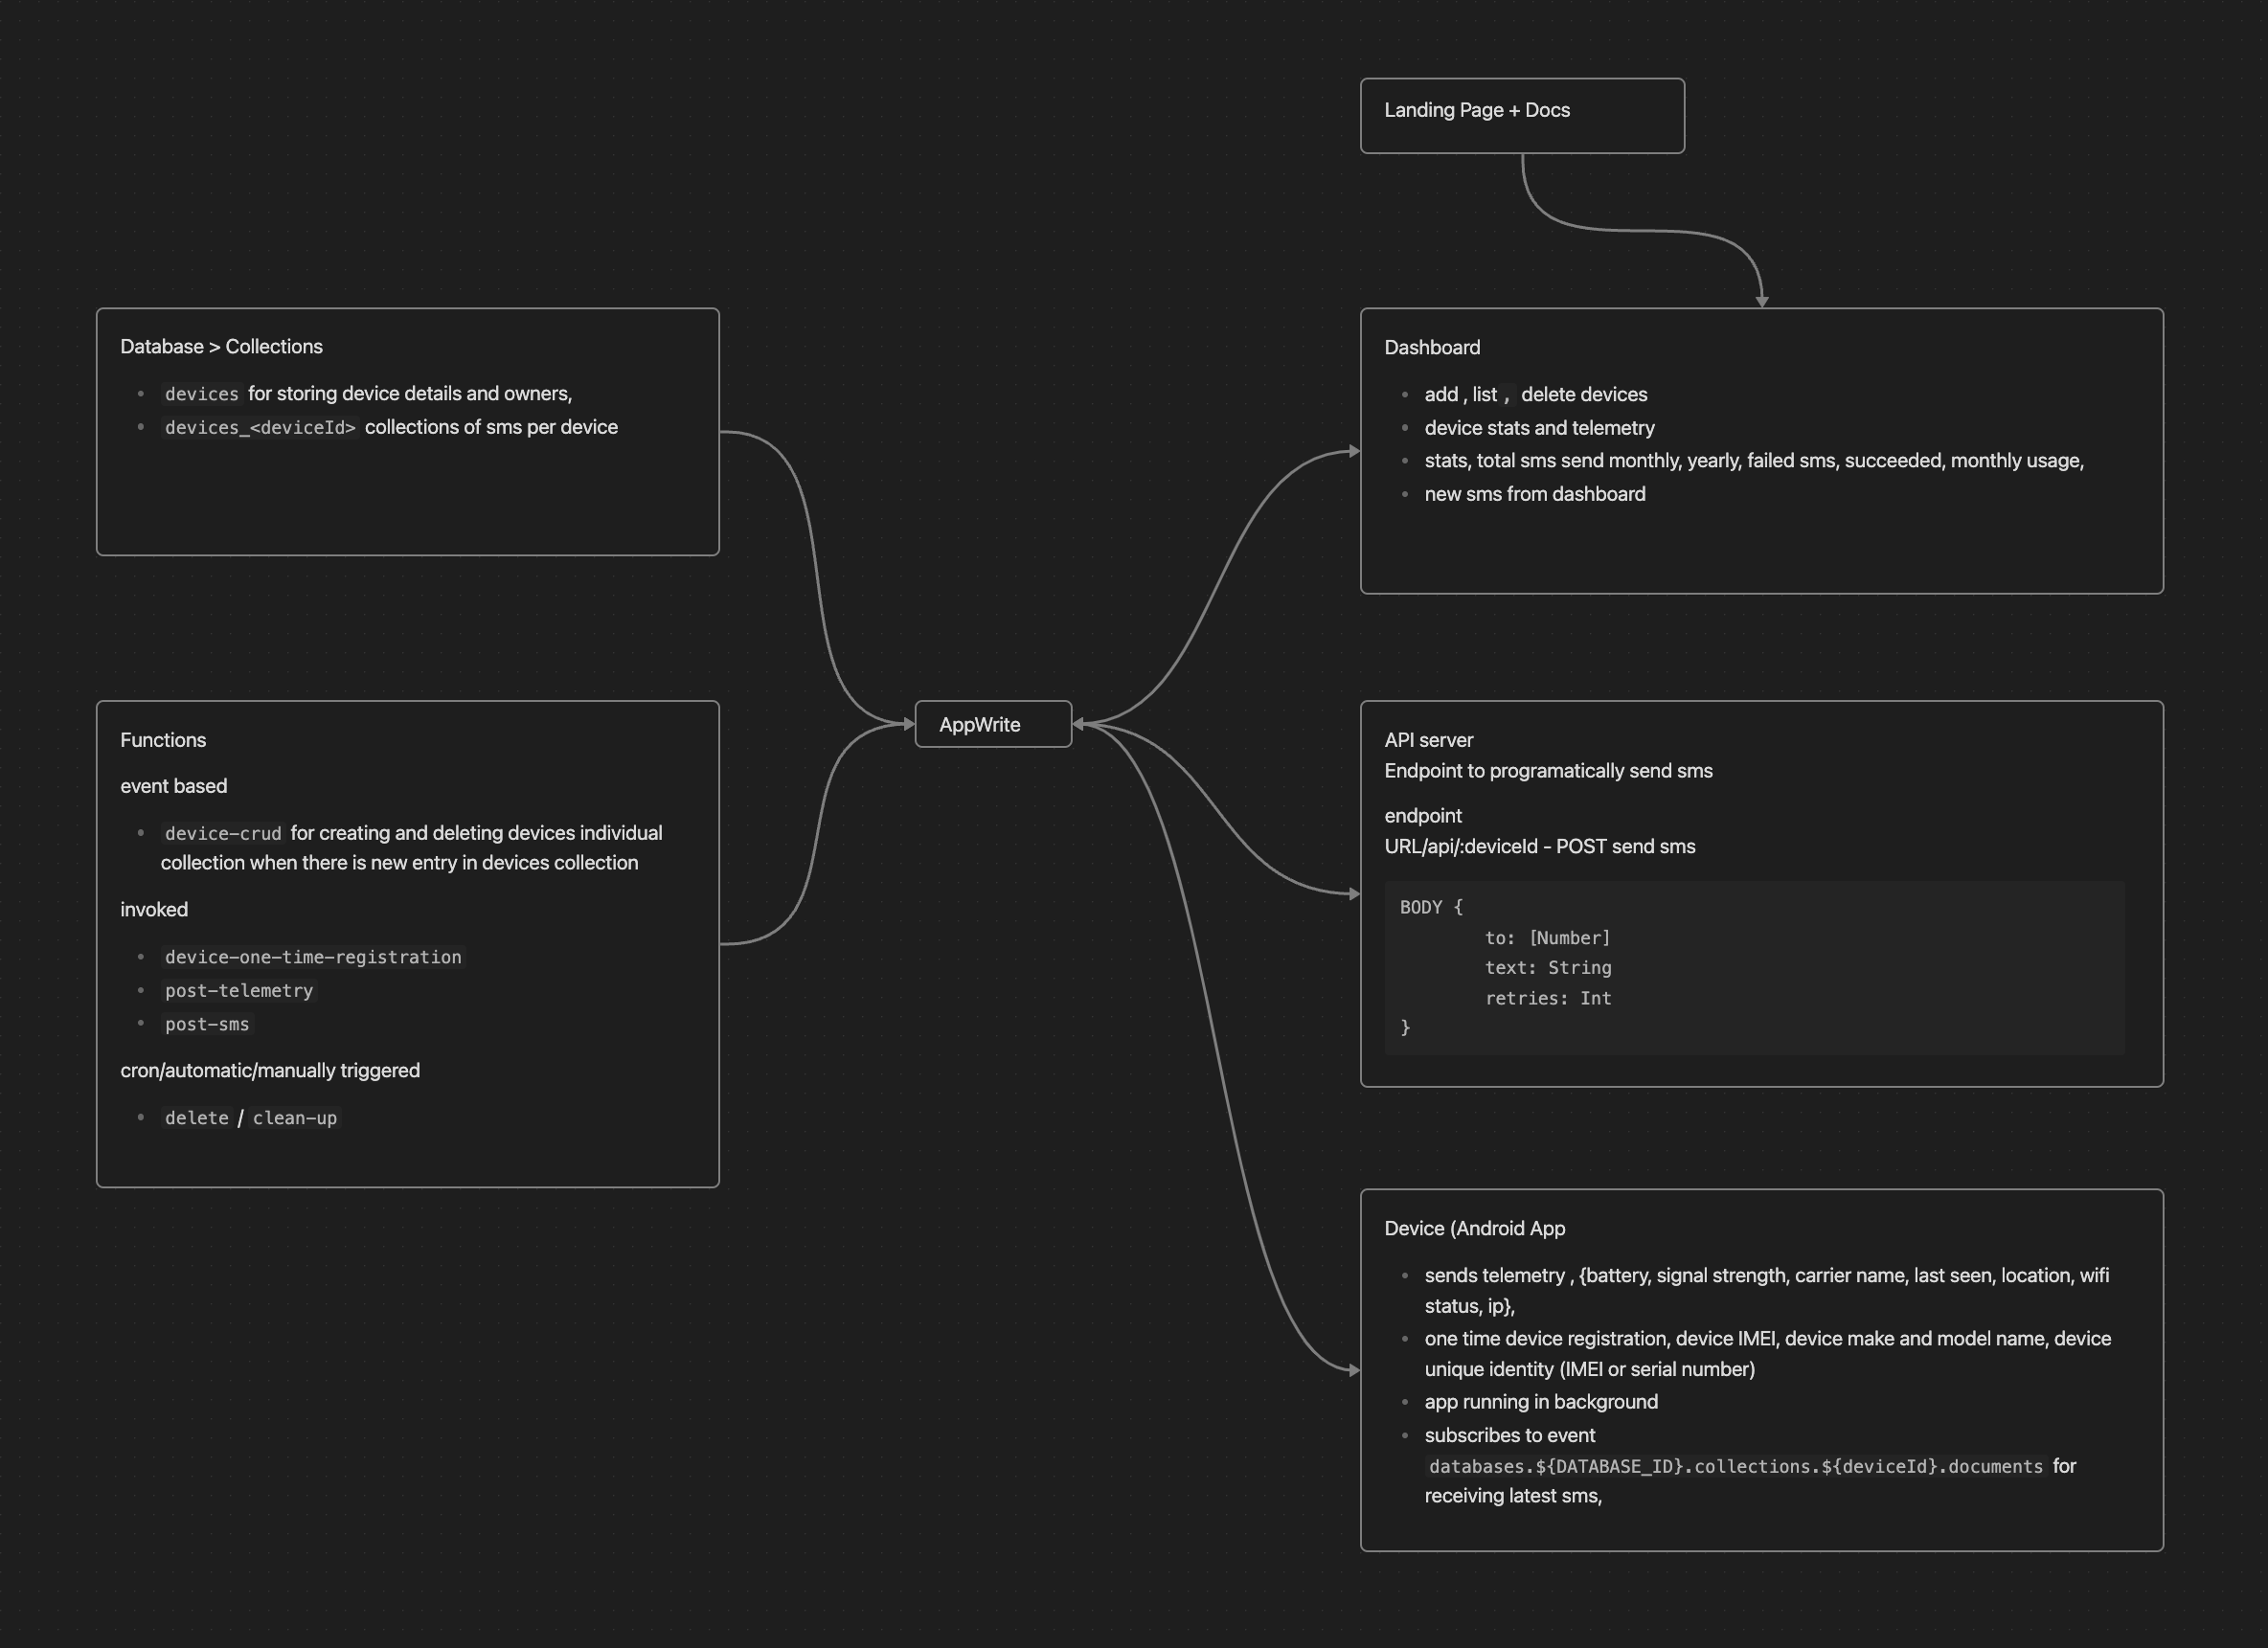 Landing Page + Docs
Database > Collections
devices for storing device details and owners,
devices_<deviceId> collections of sms per device
Dashboard
add , list , delete devices
device stats and telemetry
stats, total sms send monthly, yearly, failed sms, succeeded, monthly usage,
new sms from dashboard
Functions
event based
device-crud for creating and deleting devices individual
collection when there is new entry in devices collection
invoked
device-one-time-registration
post-telemetry
post-sms
cron/automatic/manually triggered
delete / clean-up
AppWrite
API server
Endpoint to programatically send sms
endpoint
URL/api/:deviceId - POST send sms
BODY {
to: [Number]
text: String
retries: Int
}
Device (Android App
sends telemetry , {battery, signal strength, carrier name, last seen, location, wifi
status, ip},
one time device registration, device IMEI, device make and model name, device
unique identity (IMEI or serial number)
app running in background
subscribes to event
databases.${DATABASE_ID}.collections.${deviceId}.documents for
receiving latest sms,